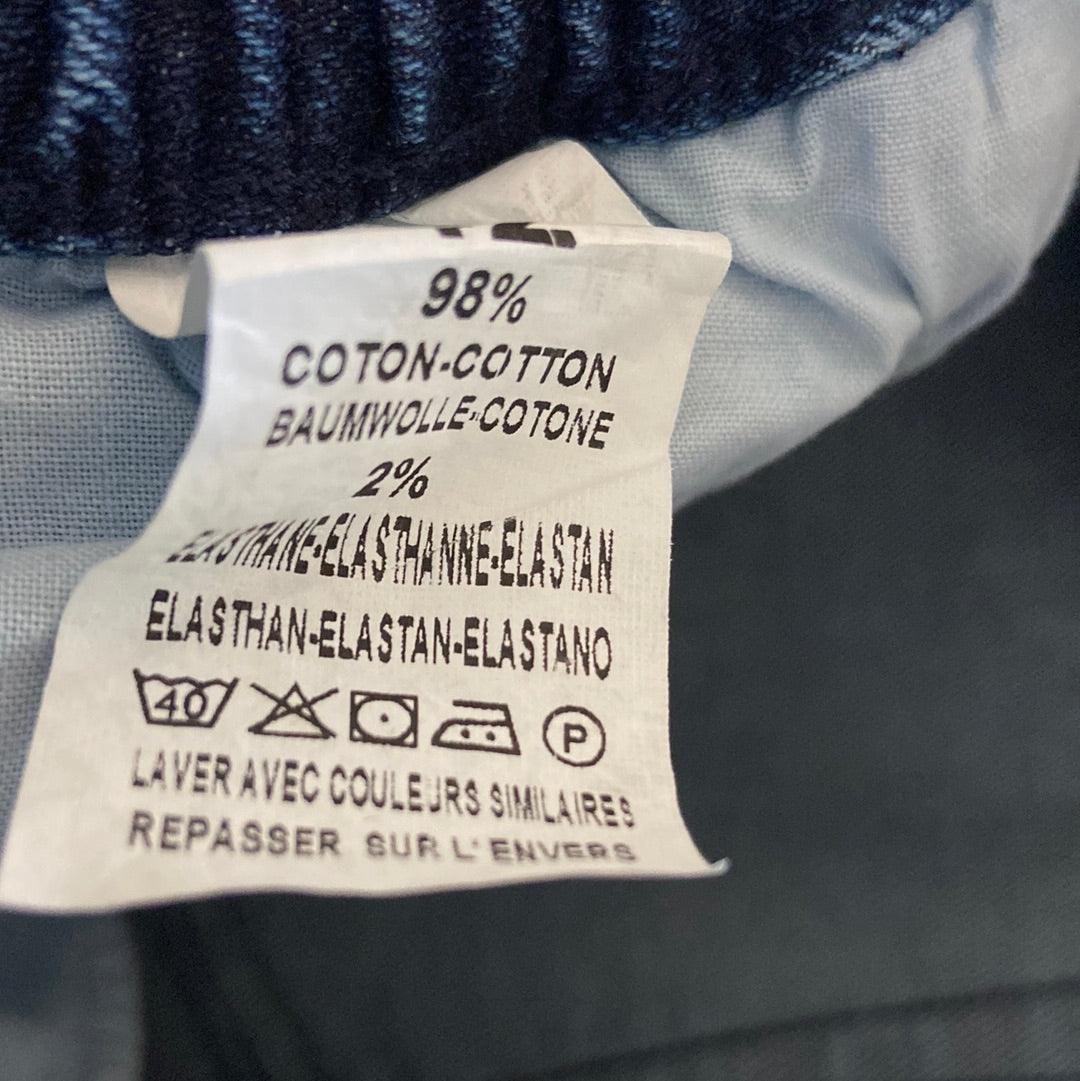 98%
COTON-COTTON
BAUMWOLLE-COTONE
2%
ELASTHANE-ELASTHANNE-ELASTAN
ELASTHAN-ELASTAN-ELASTANO
40 P
LAVER AVEC COULEURS SIMILAIRES
REPASSER SUR L'ENVERS